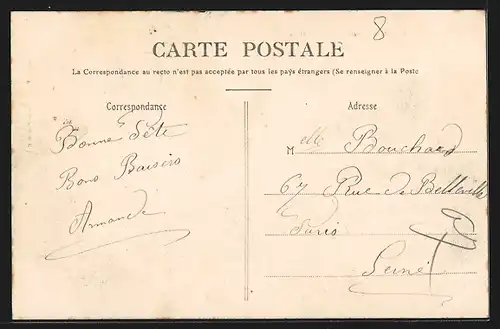 8
CARTE POSTALE
La Correspondance au recto n'est pas acceptée par tous les pays étrangers (Se renseigner à la Poste
Correspondance
Bonne Fête
Bons Baisers
Armande
Adresse
Melle Bouchard
67 Rue de Belleville
Paris
Seine